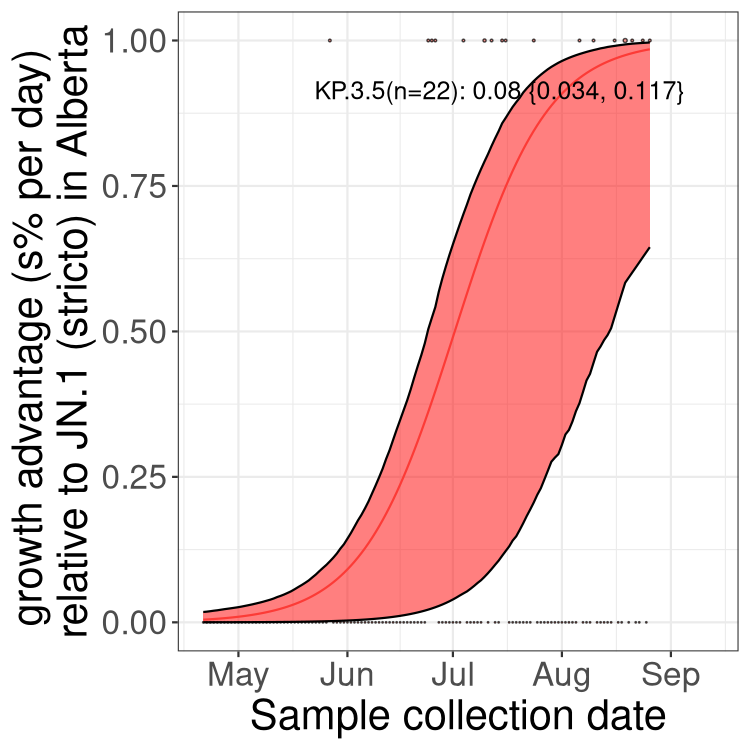 growth advantage (s% per day)
relative to JN.1 (stricto) in Alberta
1.00
0.75
0.50
0.25
0.00
KP.3.5(n=22): 0.08 {0.034, 0.117}
May Jun Jul Aug Sep
Sample collection date